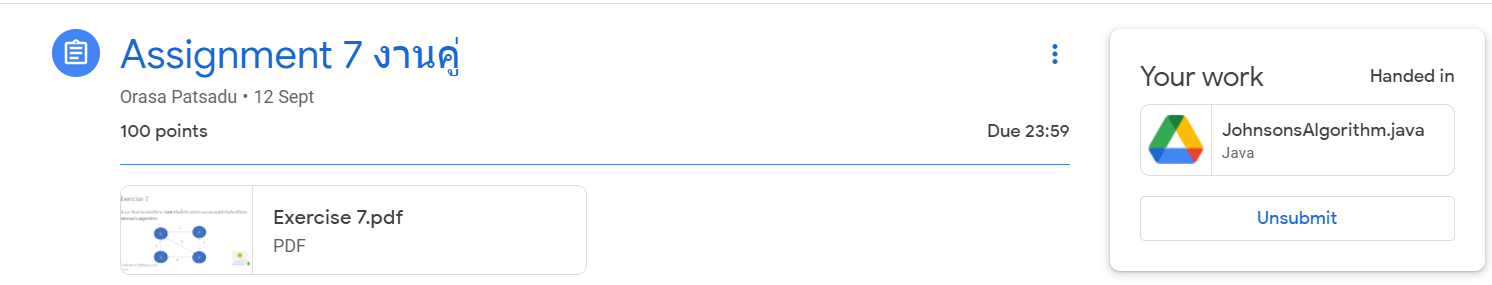 Assignment 7 งานคู่
Orasa Patsadu • 12 Sept
100 points
Due 23:59
Exercise 7
Exercise 7.pdf
PDF
Your work
Handed in
JohnsonsAlgorithm.java
Java
Unsubmit